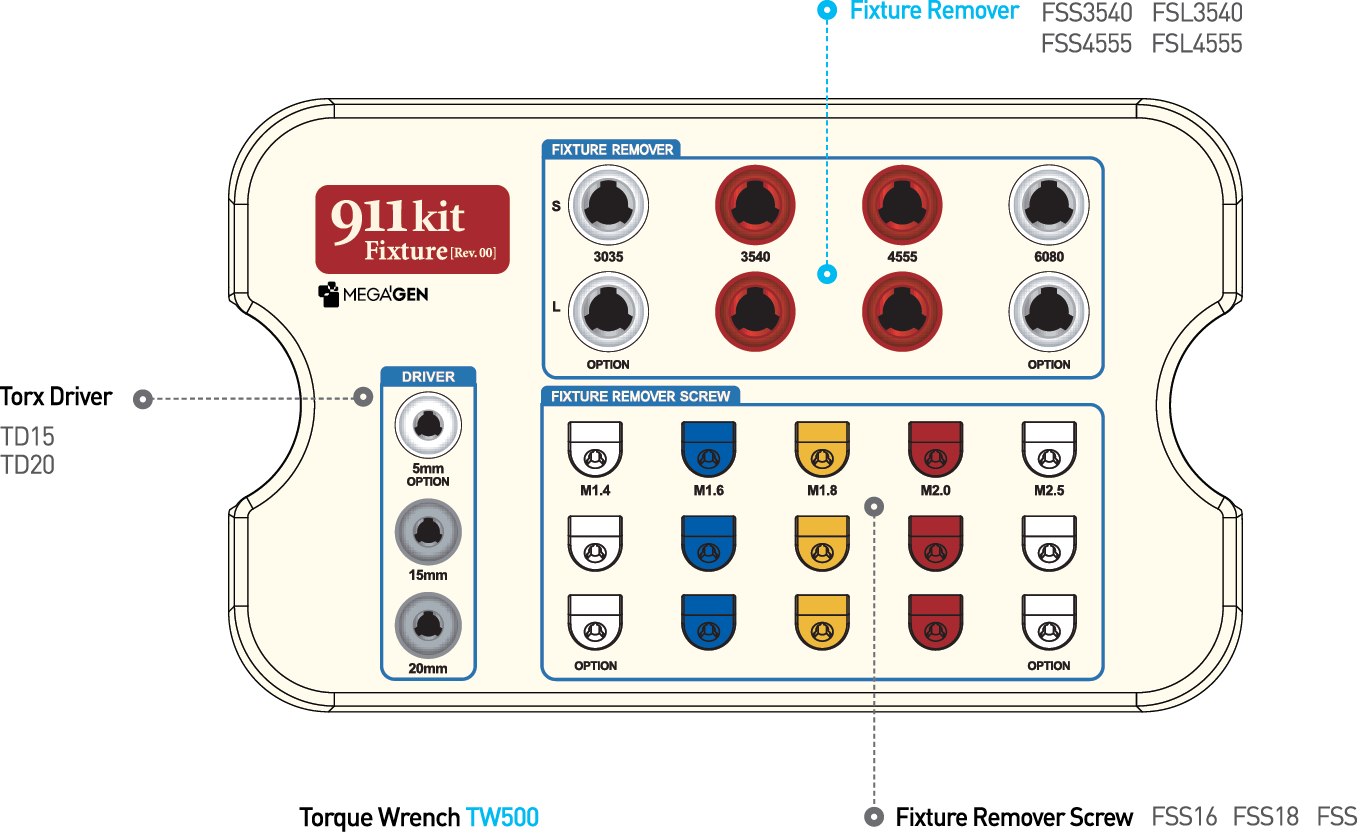 Fixture Remover FSS3540 FSL3540
FSS4555 FSL4555
FIXTURE REMOVER
911 kit
Fixture [Rev. 00]
MEGA'GEN
S
3035 3540 4555 6080
L
OPTION OPTION
Torx Driver
TD15
TD20
DRIVER
5mm
OPTION
15mm
20mm
FIXTURE REMOVER SCREW
M1.4 M1.6 M1.8 M2.0 M2.5
OPTION OPTION
Torque Wrench TW500
Fixture Remover Screw FSS16 FSS18 FSS